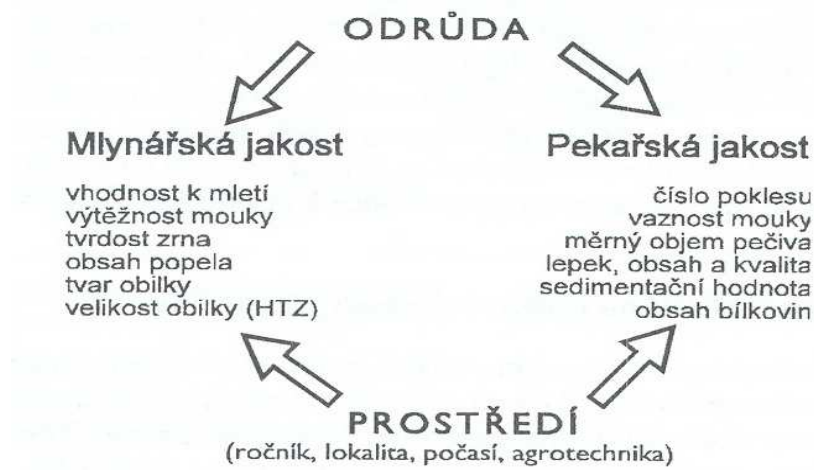 ODRŮDA
Mlynářská jakost
vhodnost k mletí
výtěžnost mouky
tvrdost zrna
obsah popela
tvar obilky
velikost obilky (HTZ)
Pekařská jakost
číslo poklesu
vaznost mouky
měrný objem pečiva
lepek, obsah a kvalita
sedimentační hodnota
obsah bílkovin
PROSTŘEDÍ
(ročník, lokalita, počasí, agrotechnika)